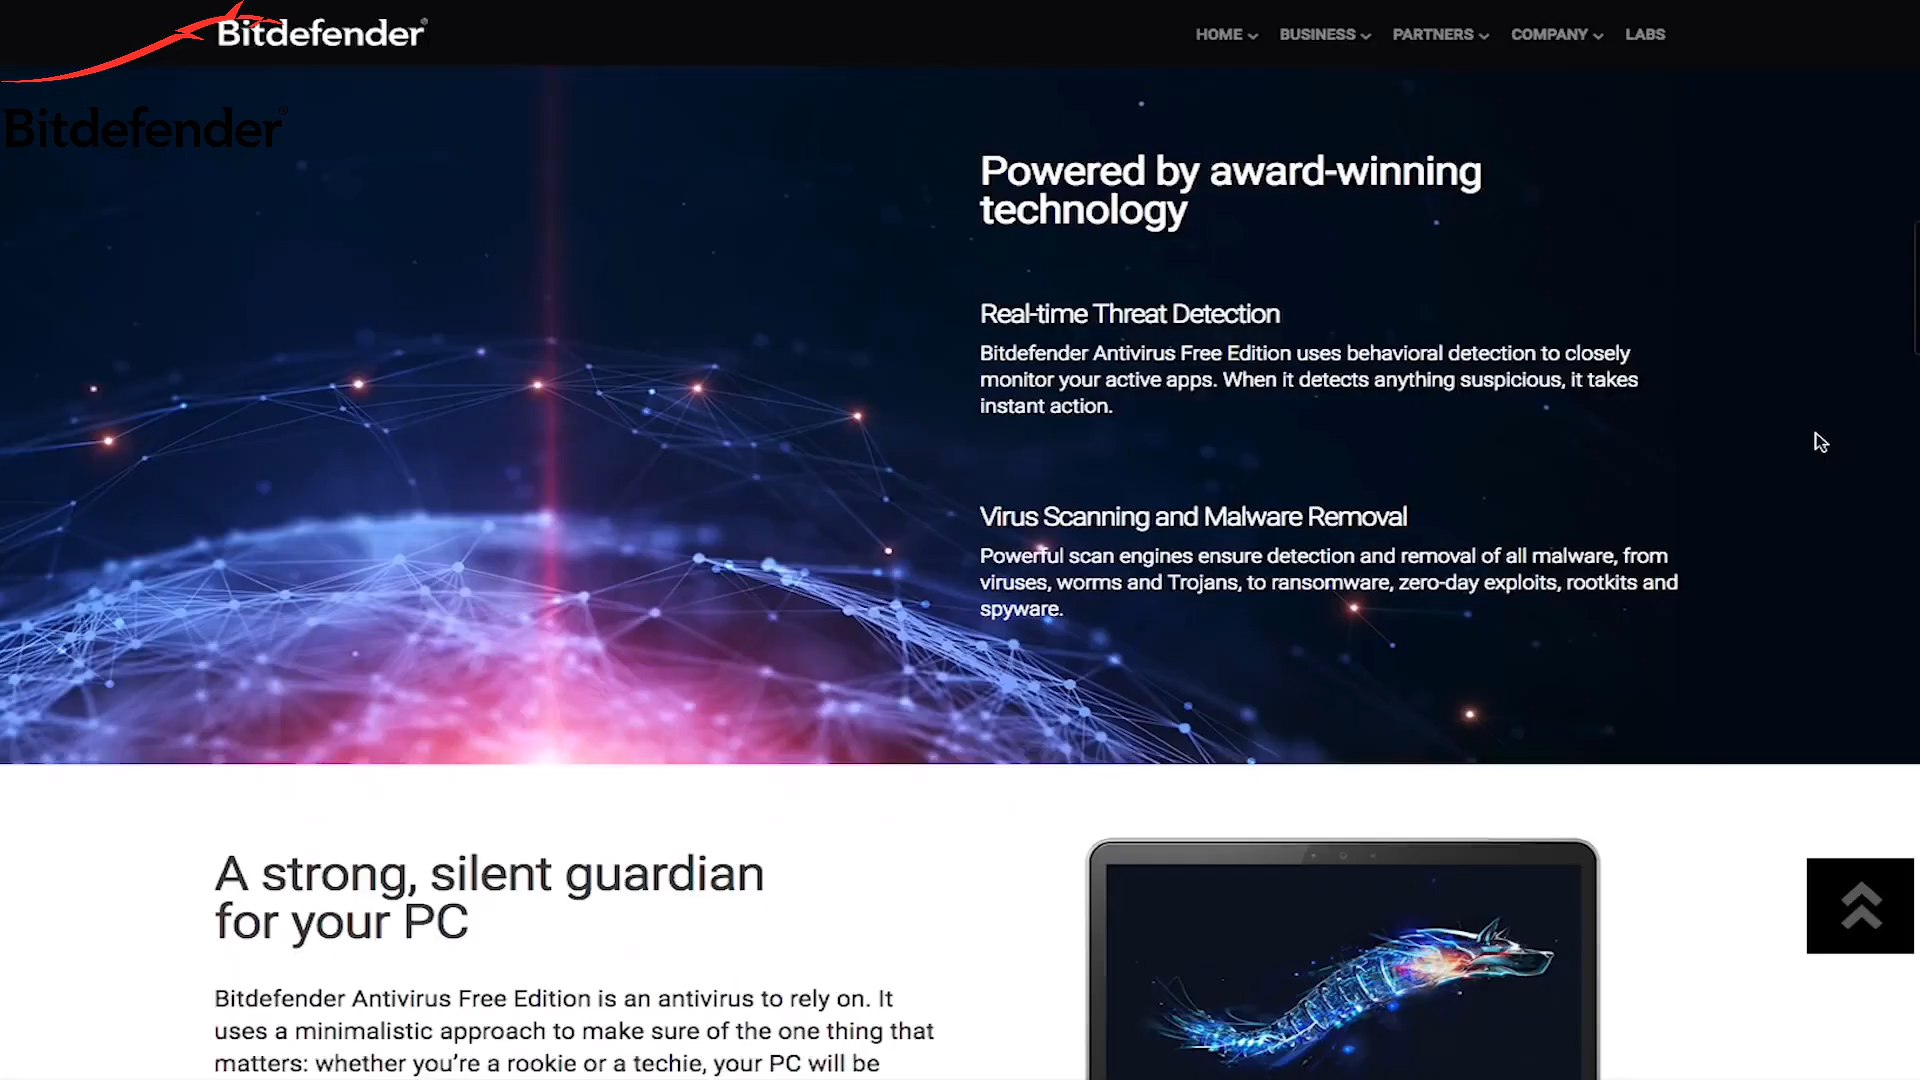 Bitdefender®
HOME BUSINESS PARTNERS COMPANY LABS
Bitdefender®
Powered by award-winning
technology
Real-time Threat Detection
Bitdefender Antivirus Free Edition uses behavioral detection to closely
monitor your active apps. When it detects anything suspicious, it takes
instant action.
Virus Scanning and Malware Removal
Powerful scan engines ensure detection and removal of all malware, from
viruses, worms and Trojans, to ransomware, zero-day exploits, rootkits and
spyware.
A strong, silent guardian
for your PC
Bitdefender Antivirus Free Edition is an antivirus to rely on. It
uses a minimalistic approach to make sure of the one thing that
matters: whether you’re a rookie or a techie, your PC will be